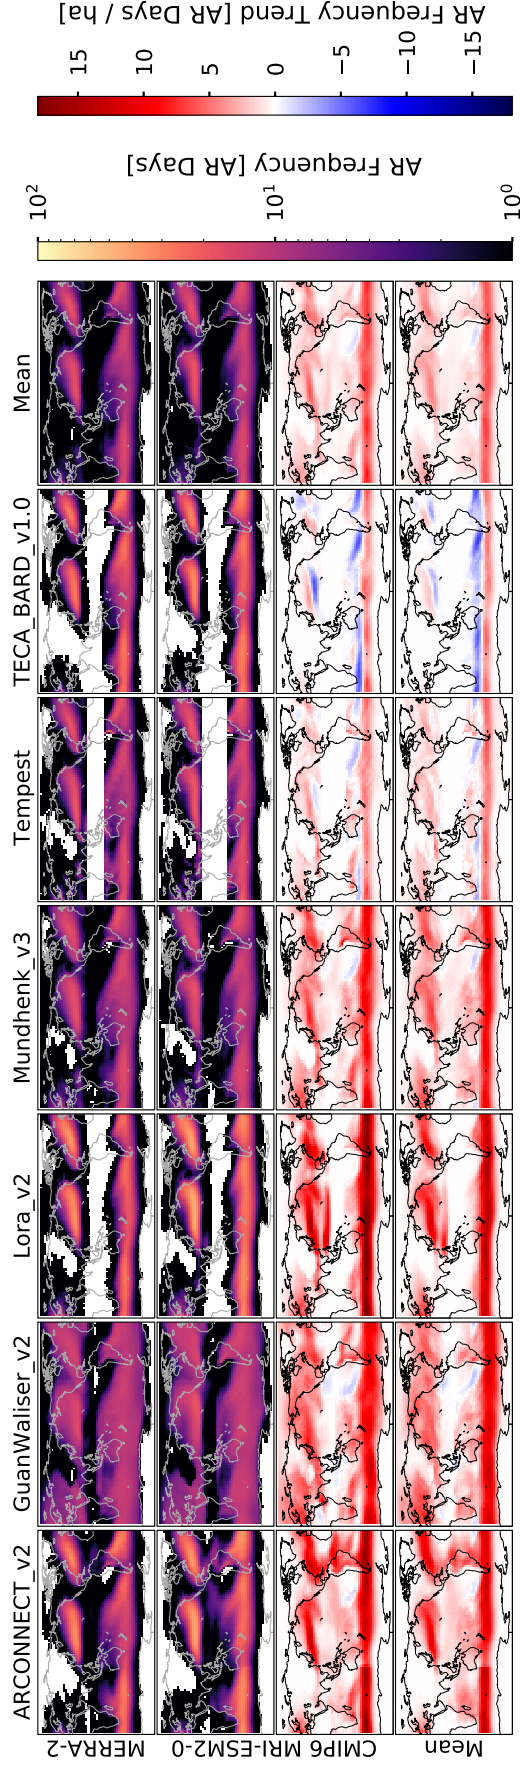 ARCONNECT_v2
GuanWaliser_v2
Lora_v2
Mundhenk_v3
Tempest
TECA_BARD_v1.0
Mean
MERRA-2
CMIP6 MRI-ESM2-0
Mean
10²
10¹
10⁰
AR Frequency [AR Days]
15
10
5
0
−5
−10
−15
AR Frequency Trend [AR Days / ha]